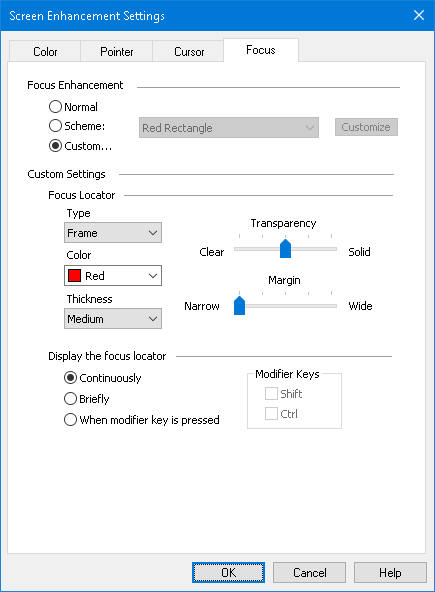 Screen Enhancement Settings
Color Pointer Cursor Focus
Focus Enhancement
Normal
Scheme: Red Rectangle Customize
Custom...
Custom Settings
Focus Locator
Type
Frame
Color
Red
Thickness
Medium
Transparency
Clear Solid
Margin
Narrow Wide
Display the focus locator
Continuously
Briefly
When modifier key is pressed
Modifier Keys
Shift
Ctrl
OK Cancel Help